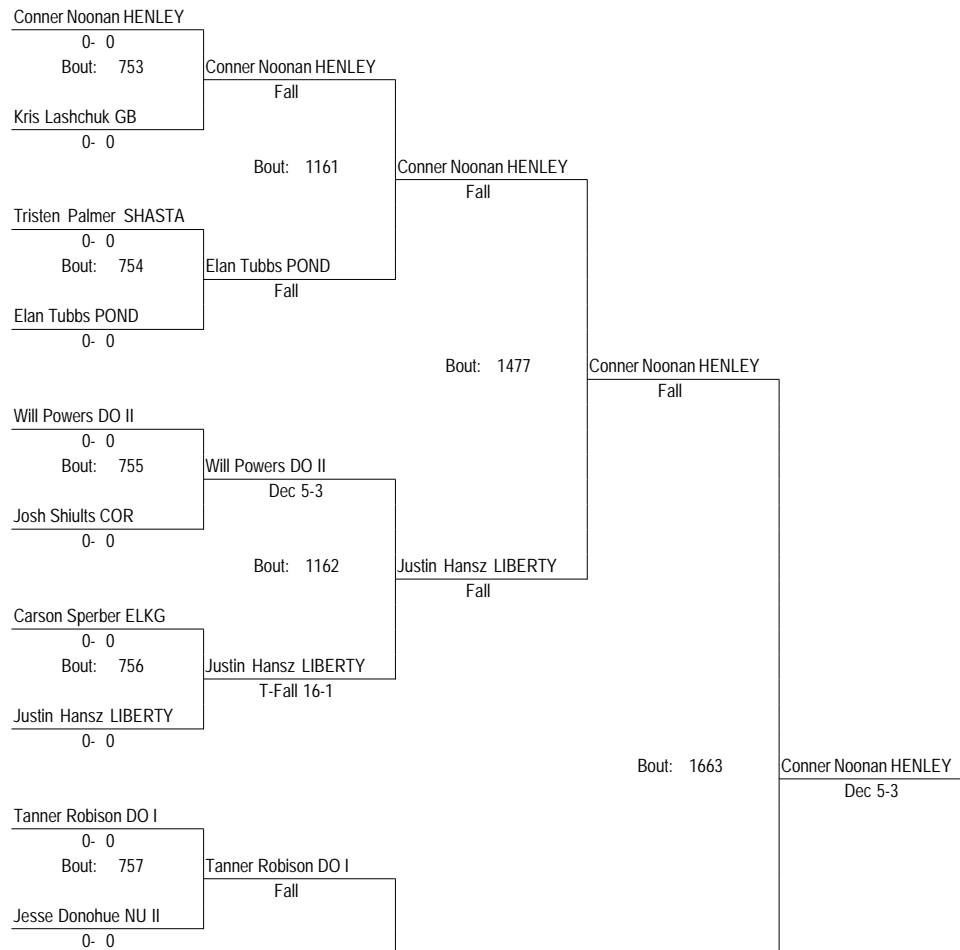 Conner Noonan HENLEY
0- 0
Bout: 753
Conner Noonan HENLEY
Fall
Kris Lashchuk GB
0- 0
Bout: 1161
Conner Noonan HENLEY
Fall
Tristen Palmer SHASTA
0- 0
Bout: 754
Elan Tubbs POND
Fall
Elan Tubbs POND
0- 0
Bout: 1477
Conner Noonan HENLEY
Fall
Will Powers DO II
0- 0
Bout: 755
Will Powers DO II
Dec 5-3
Josh Shiults COR
0- 0
Bout: 1162
Justin Hansz LIBERTY
Fall
Carson Sperber ELKG
0- 0
Bout: 756
Justin Hansz LIBERTY
T-Fall 16-1
Justin Hansz LIBERTY
0- 0
Bout: 1663
Conner Noonan HENLEY
Dec 5-3
Tanner Robison DO I
0- 0
Bout: 757
Tanner Robison DO I
Fall
Jesse Donohue NU II
0- 0